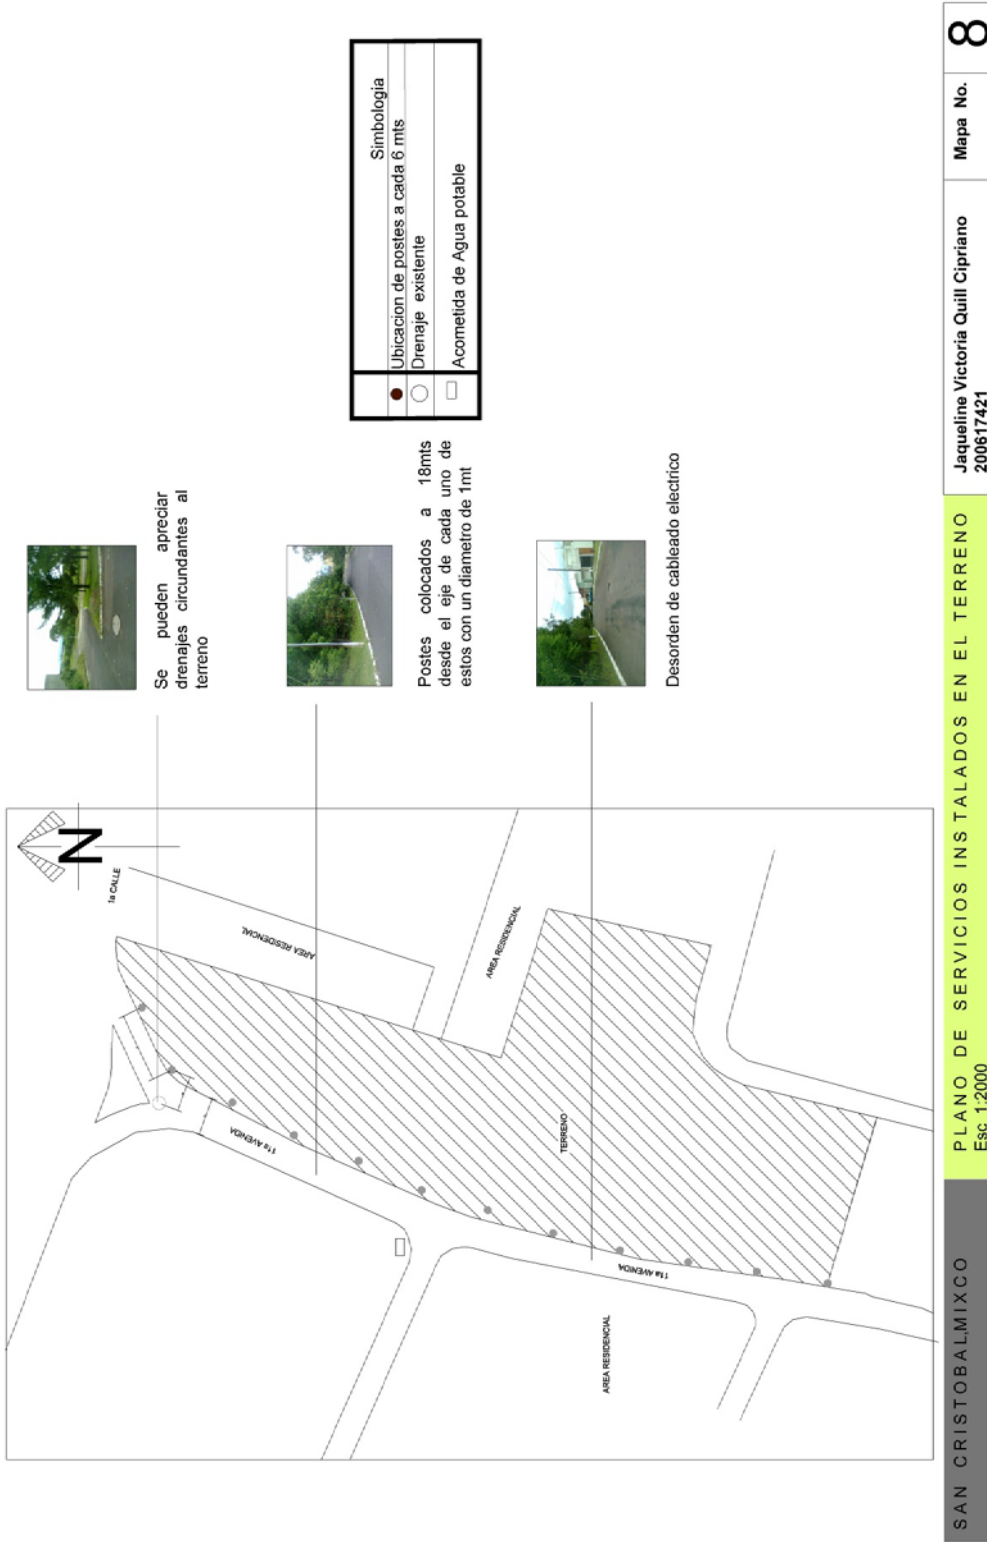 N
1a CALLE
AREA RESIDENCIAL
AREA RESIDENCIAL
11a AVENIDA
TERRENO
11a AVENIDA
AREA RESIDENCIAL
Se pueden apreciar
drenajes circundantes al
terreno
Postes colocados a 18mts
desde el eje de cada uno de
estos con un diametro de 1mt
Desorden de cableado electrico
Simbologia
Ubicacion de postes a cada 6 mts
Drenaje existente
Acometida de Agua potable
SAN CRISTOBAL,MIXCO
PLANO DE SERVICIOS INSTALADOS EN EL TERRENO
Esc 1:2000
Jaqueline Victoria Quill Cipriano
200617421
Mapa No.
8